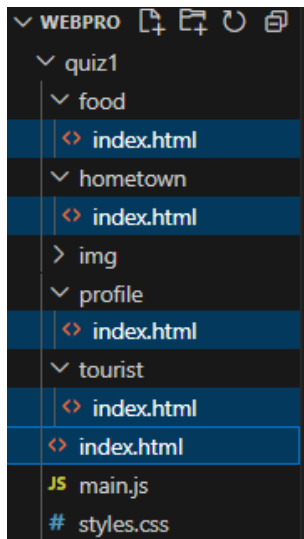 WEBPRO
quiz1
food
<> index.html
hometown
<> index.html
img
profile
<> index.html
tourist
<> index.html
<> index.html
JS main.js
# styles.css